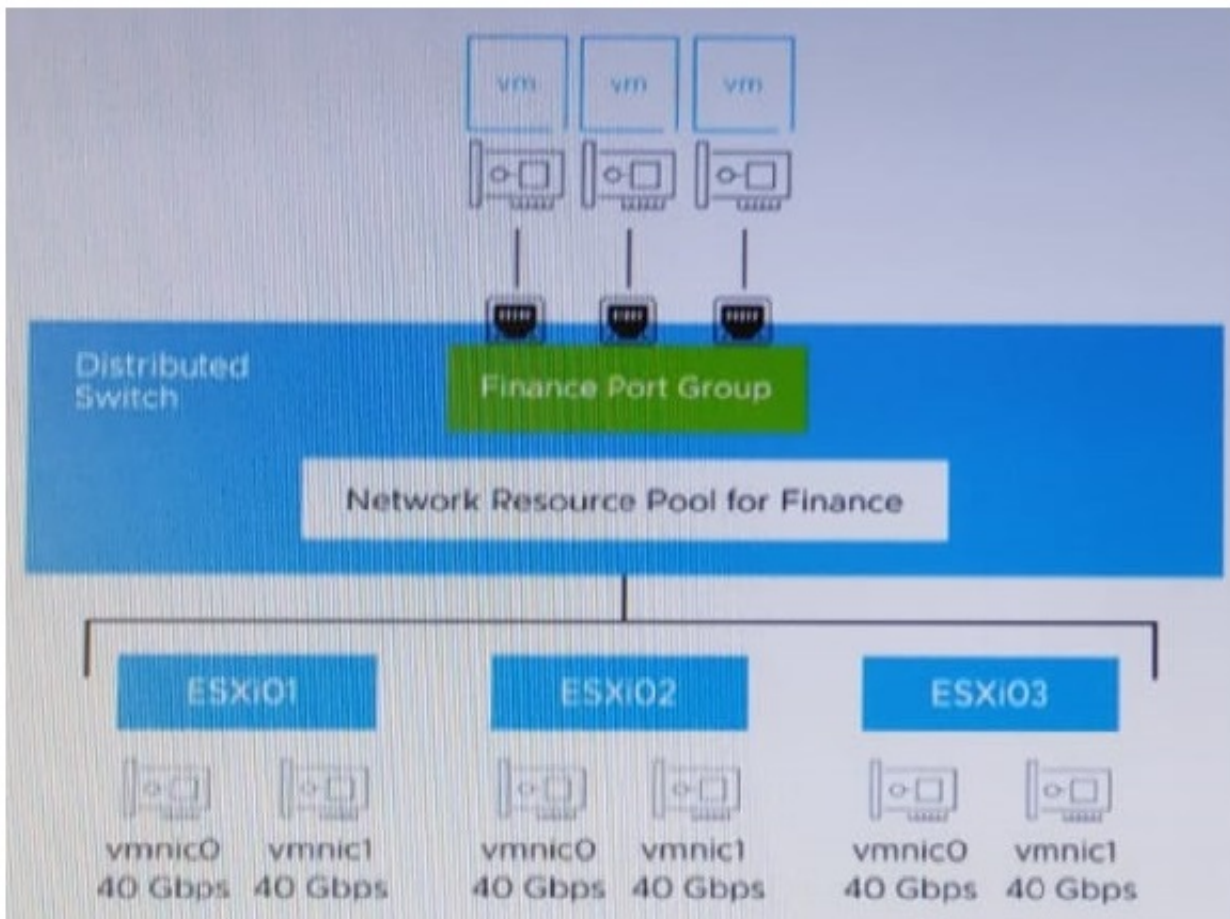 vm vm vm
Distributed
Switch
Finance Port Group
Network Resource Pool for Finance
ESXi01 ESXi02 ESXi03
vmnic0 vmnic1 vmnic0 vmnic1 vmnic0 vmnic1
40 Gbps 40 Gbps 40 Gbps 40 Gbps 40 Gbps 40 Gbps